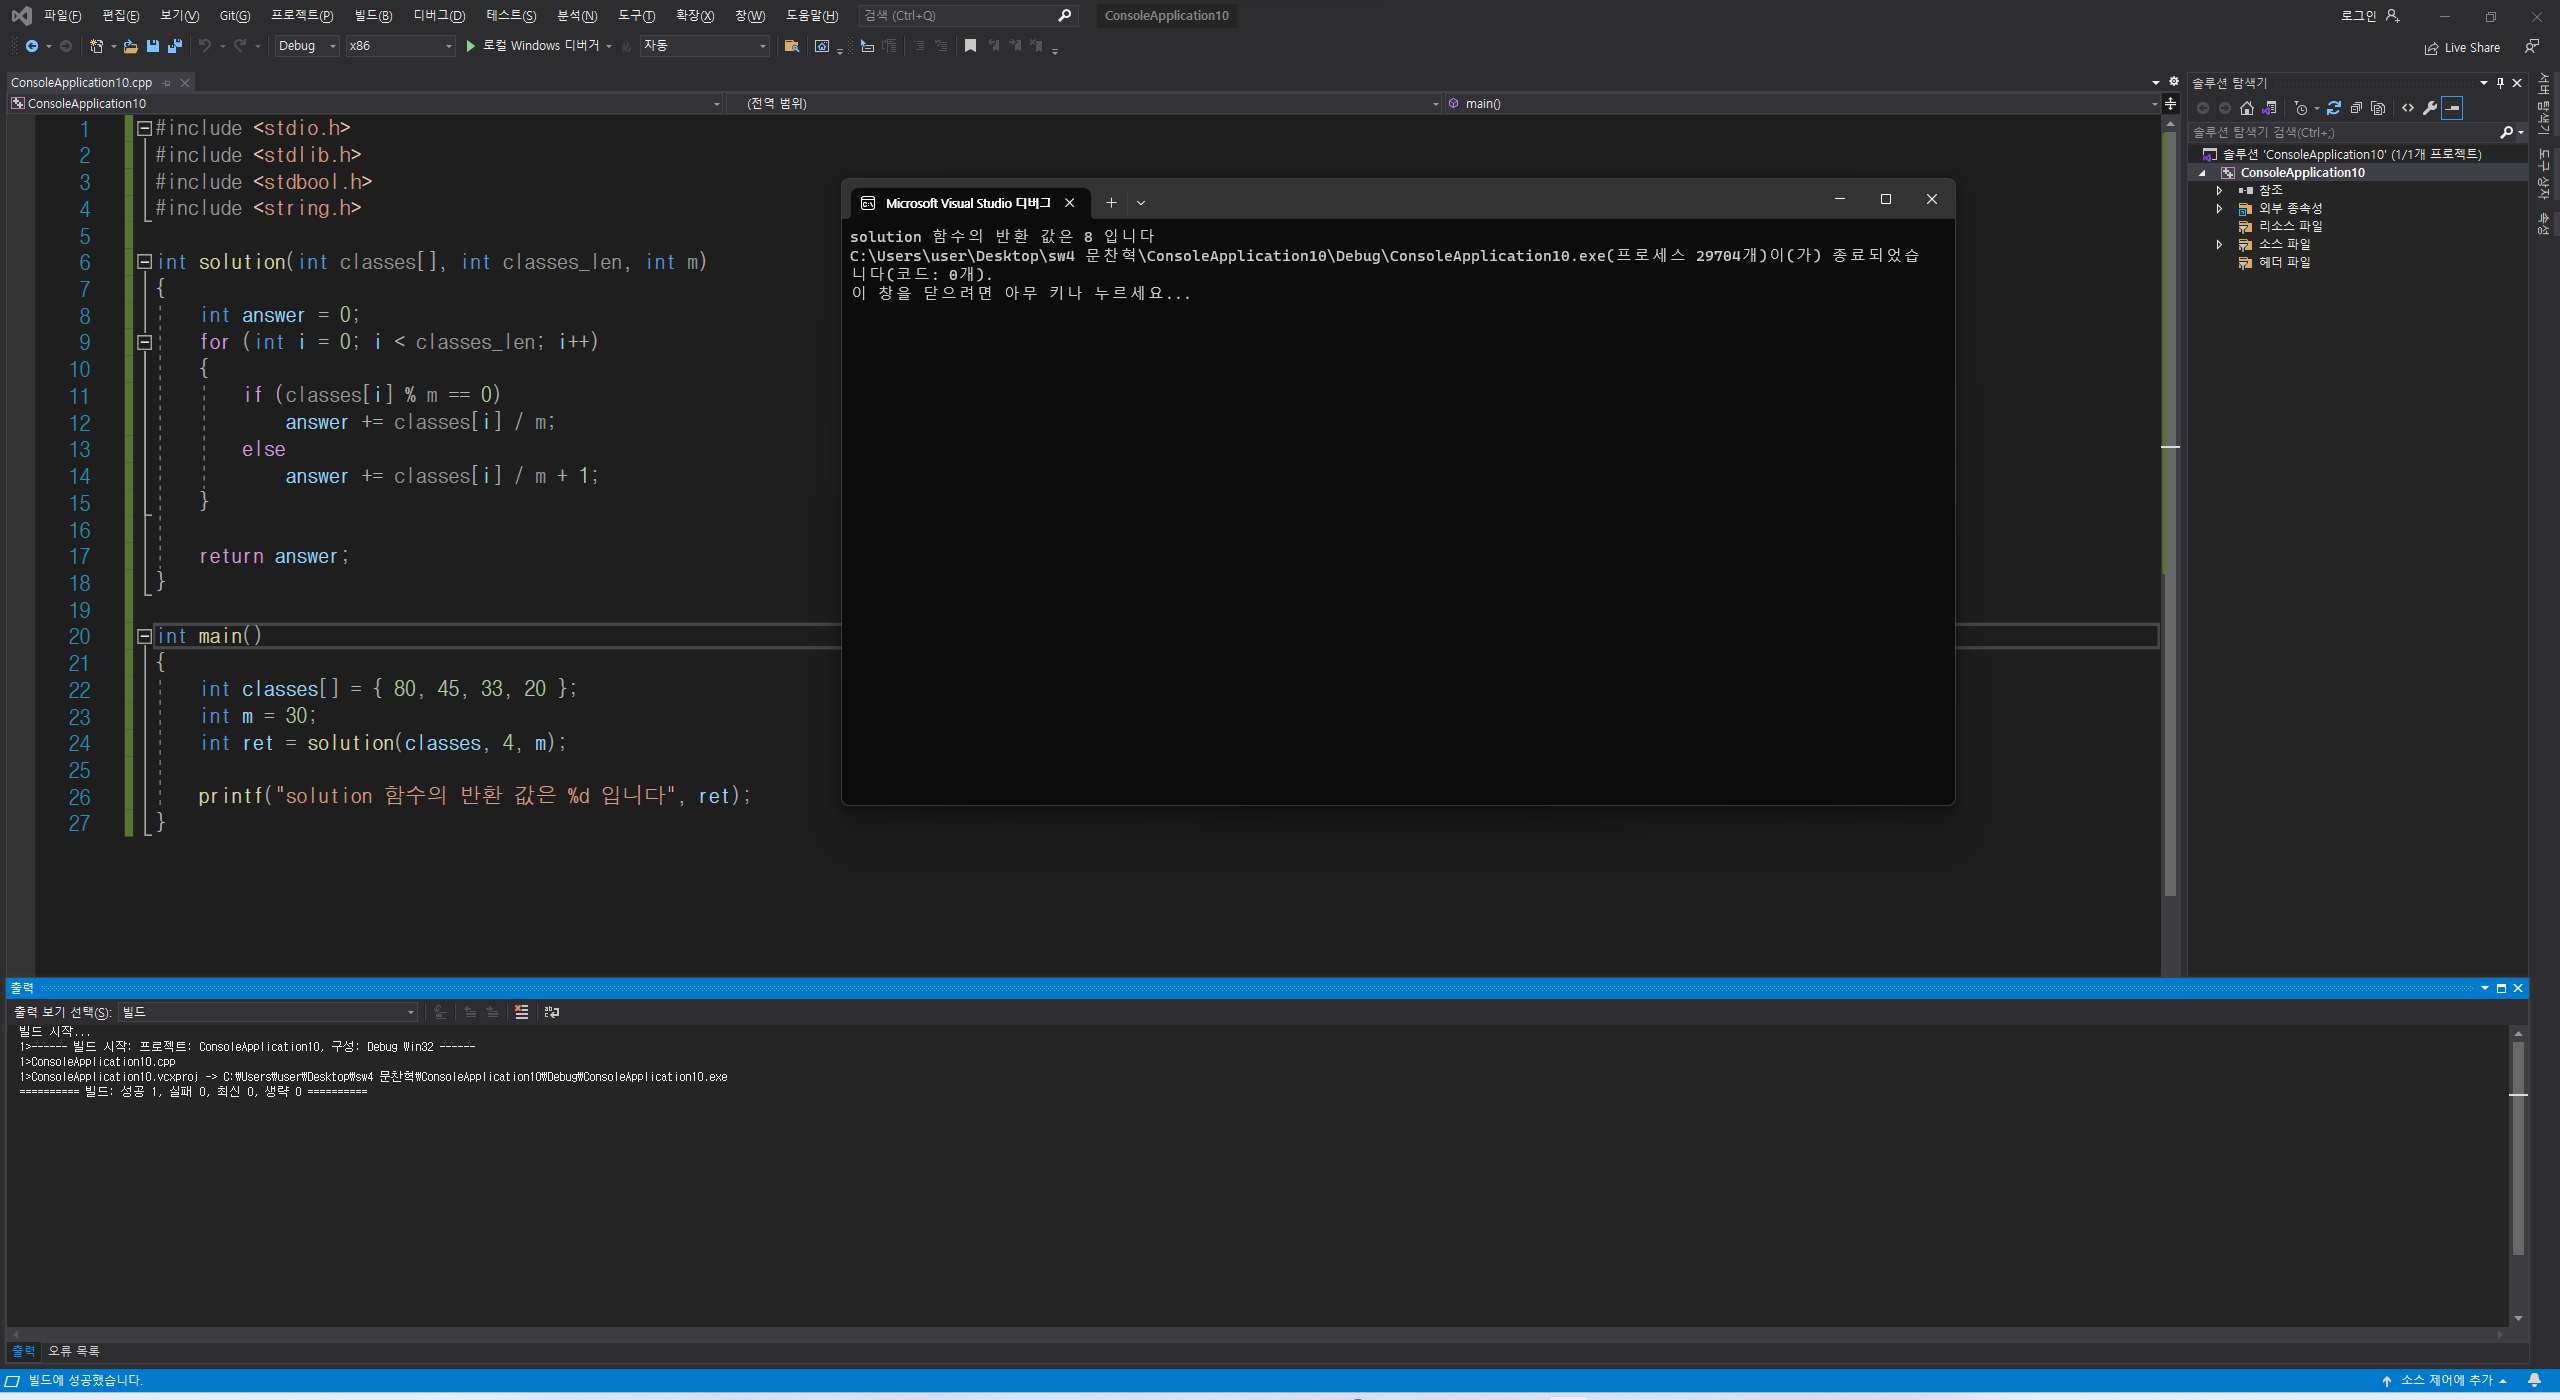 파일(F) 편집(E) 보기(V) Git(G) 프로젝트(P) 빌드(B) 디버그(D) 테스트(S) 분석(N) 도구(T) 확장(X) 창(W) 도움말(H) 검색 (Ctrl+Q) ConsoleApplication10 로그인
Debug x86 로컬 Windows 디버거 자동 Live Share
ConsoleApplication10.cpp
ConsoleApplication10 (전역 범위) main()
1 #include <stdio.h>
2 #include <stdlib.h>
3 #include <stdbool.h>
4 #include <string.h>
5
6 int solution(int classes[], int classes_len, int m)
7 {
8 int answer = 0;
9 for (int i = 0; i < classes_len; i++)
10 {
11 if (classes[i] % m == 0)
12 answer += classes[i] / m;
13 else
14 answer += classes[i] / m + 1;
15 }
16
17 return answer;
18 }
19
20 int main()
21 {
22 int classes[] = { 80, 45, 33, 20 };
23 int m = 30;
24 int ret = solution(classes, 4, m);
25
26 printf("solution 함수의 반환 값은 %d 입니다", ret);
27 }
Microsoft Visual Studio 디버그
solution 함수의 반환 값은 8 입니다
C:\Users\user\Desktop\sw4 문찬혁\ConsoleApplication10\Debug\ConsoleApplication10.exe(프로세스 29704개)이(가) 종료되었습
니다(코드: 0개).
이 창을 닫으려면 아무 키나 누르세요...
솔루션 탐색기
솔루션 탐색기 검색(Ctrl+;)
솔루션 'ConsoleApplication10' (1/1개 프로젝트)
ConsoleApplication10
참조
외부 종속성
리소스 파일
소스 파일
헤더 파일
서버 탐색기
도구 상자
속성
출력
출력 보기 선택(S): 빌드
빌드 시작...
1>------ 빌드 시작: 프로젝트: ConsoleApplication10, 구성: Debug Win32 ------
1>ConsoleApplication10.cpp
1>ConsoleApplication10.vcxproj -> C:\Users\user\Desktop\sw4 문찬혁\ConsoleApplication10\Debug\ConsoleApplication10.exe
========== 빌드: 성공 1, 실패 0, 최신 0, 생략 0 ==========
출력 오류 목록
빌드에 성공했습니다. 소스 제어에 추가